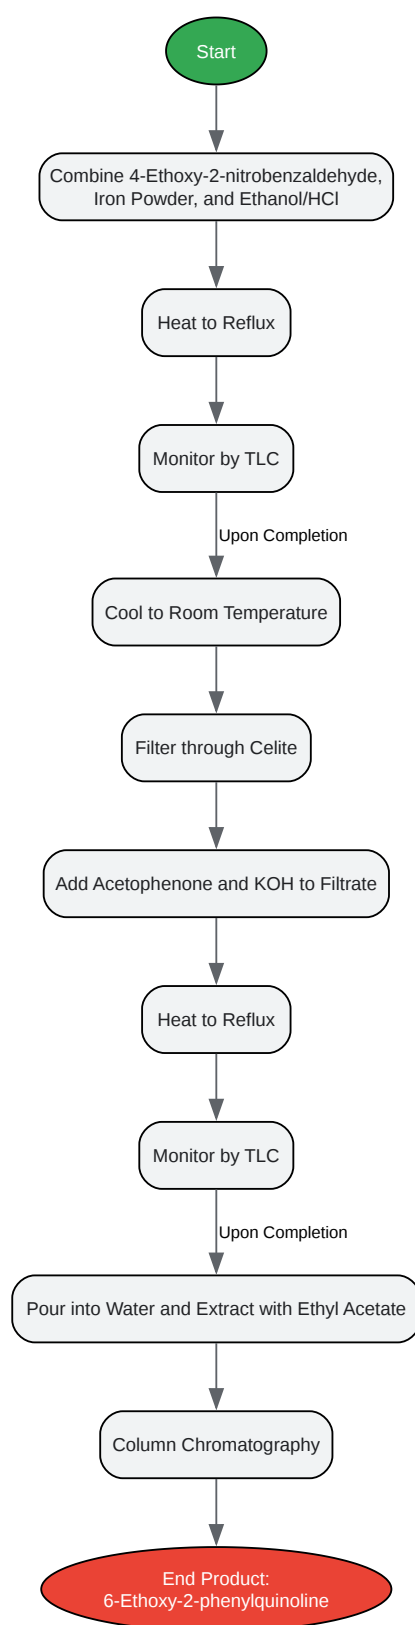 Start
Combine 4-Ethoxy-2-nitrobenzaldehyde,
Iron Powder, and Ethanol/HCl
Heat to Reflux
Monitor by TLC
Upon Completion
Cool to Room Temperature
Filter through Celite
Add Acetophenone and KOH to Filtrate
Heat to Reflux
Monitor by TLC
Upon Completion
Pour into Water and Extract with Ethyl Acetate
Column Chromatography
End Product:
6-Ethoxy-2-phenylquinoline